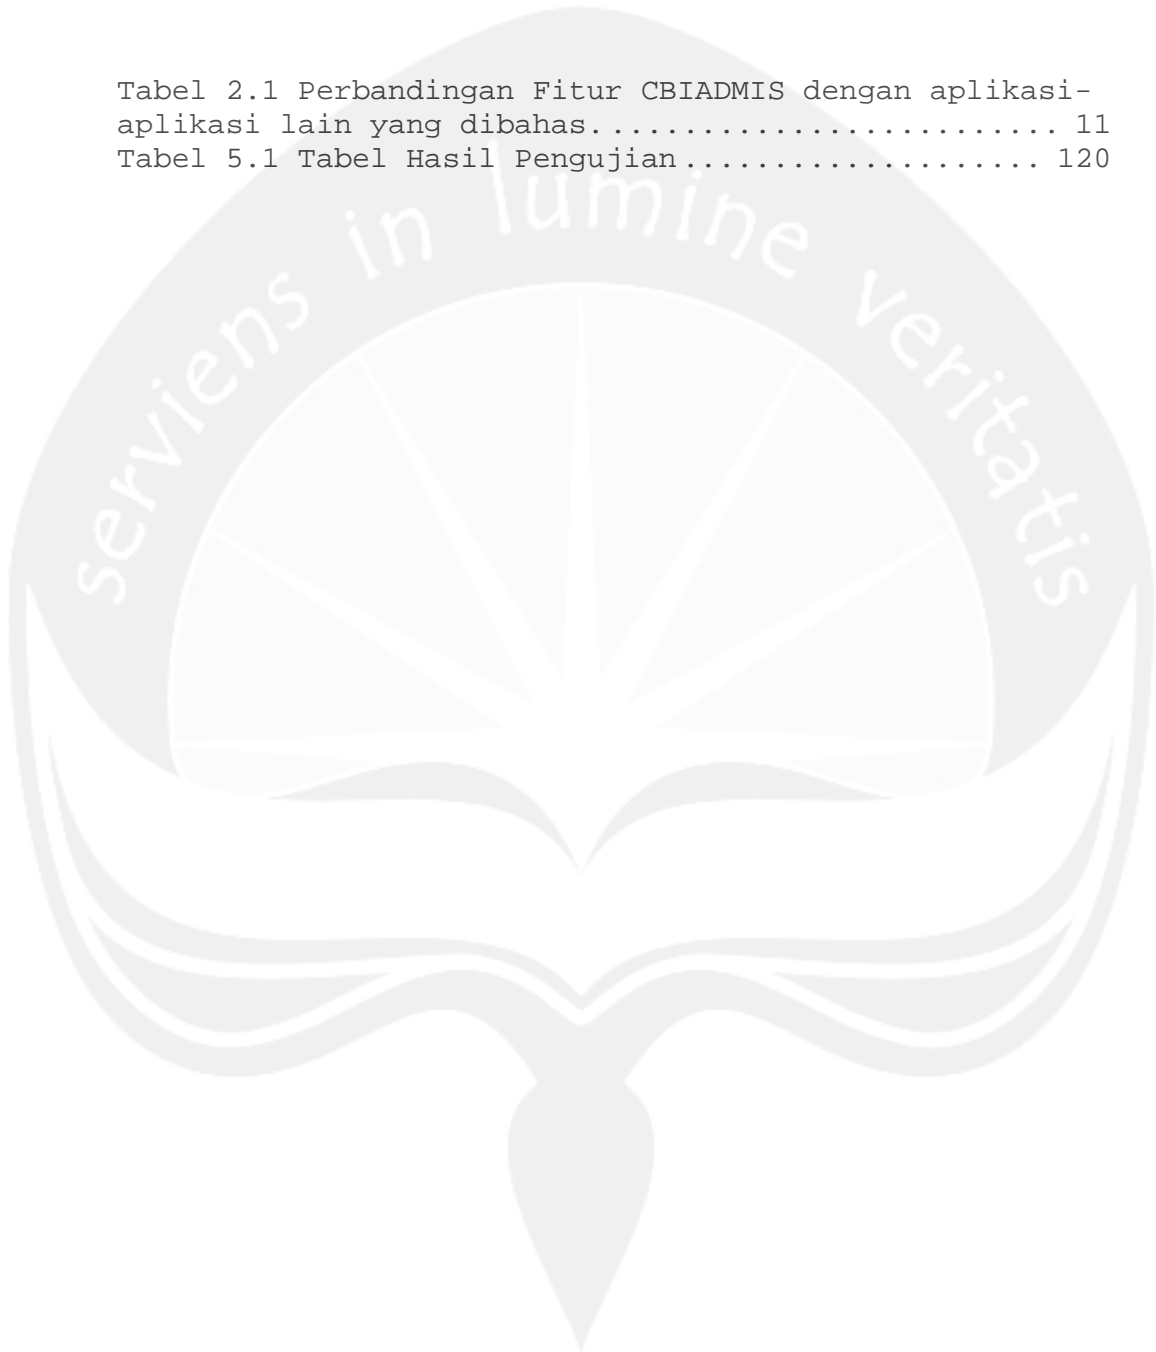 Tabel 2.1 Perbandingan Fitur CBIADMIS dengan aplikasi-
aplikasi lain yang dibahas.......................... 11
Tabel 5.1 Tabel Hasil Pengujian.................... 120
serviens in lumine veritatis